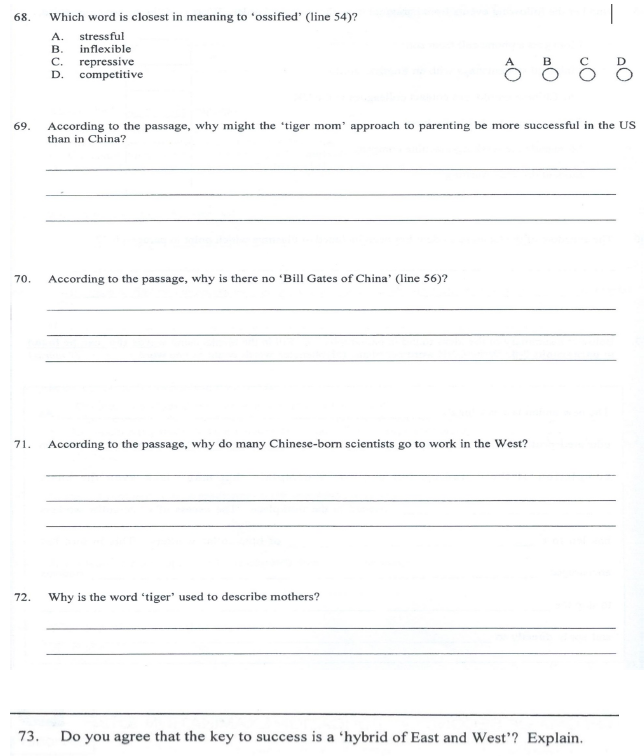 68. Which word is closest in meaning to 'ossified' (line 54)?
A. stressful
B. inflexible
C. repressive
D. competitive
A B C D
69. According to the passage, why might the 'tiger mom' approach to parenting be more successful in the US
than in China?
70. According to the passage, why is there no 'Bill Gates of China' (line 56)?
71. According to the passage, why do many Chinese-born scientists go to work in the West?
72. Why is the word 'tiger' used to describe mothers?
73. Do you agree that the key to success is a 'hybrid of East and West'? Explain.